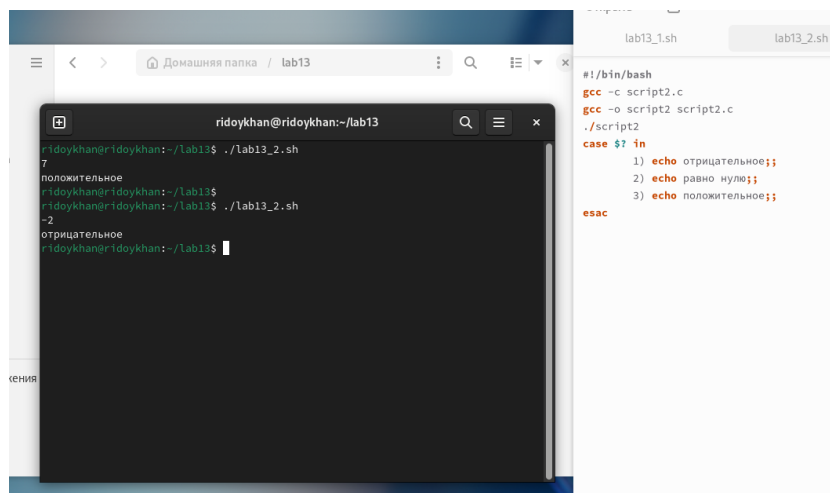 lab13_1.sh
lab13_2.sh
Домашняя папка / lab13
ridoykhan@ridoykhan:~/lab13
ridoykhan@ridoykhan:~/lab13$ ./lab13_2.sh
7
положительное
ridoykhan@ridoykhan:~/lab13$
ridoykhan@ridoykhan:~/lab13$ ./lab13_2.sh
-2
отрицательное
ridoykhan@ridoykhan:~/lab13$
#!/bin/bash
gcc -c script2.c
gcc -o script2 script2.c
./script2
case $? in
1) echo отрицательное;;
2) echo равно нулю;;
3) echo положительное;;
esac